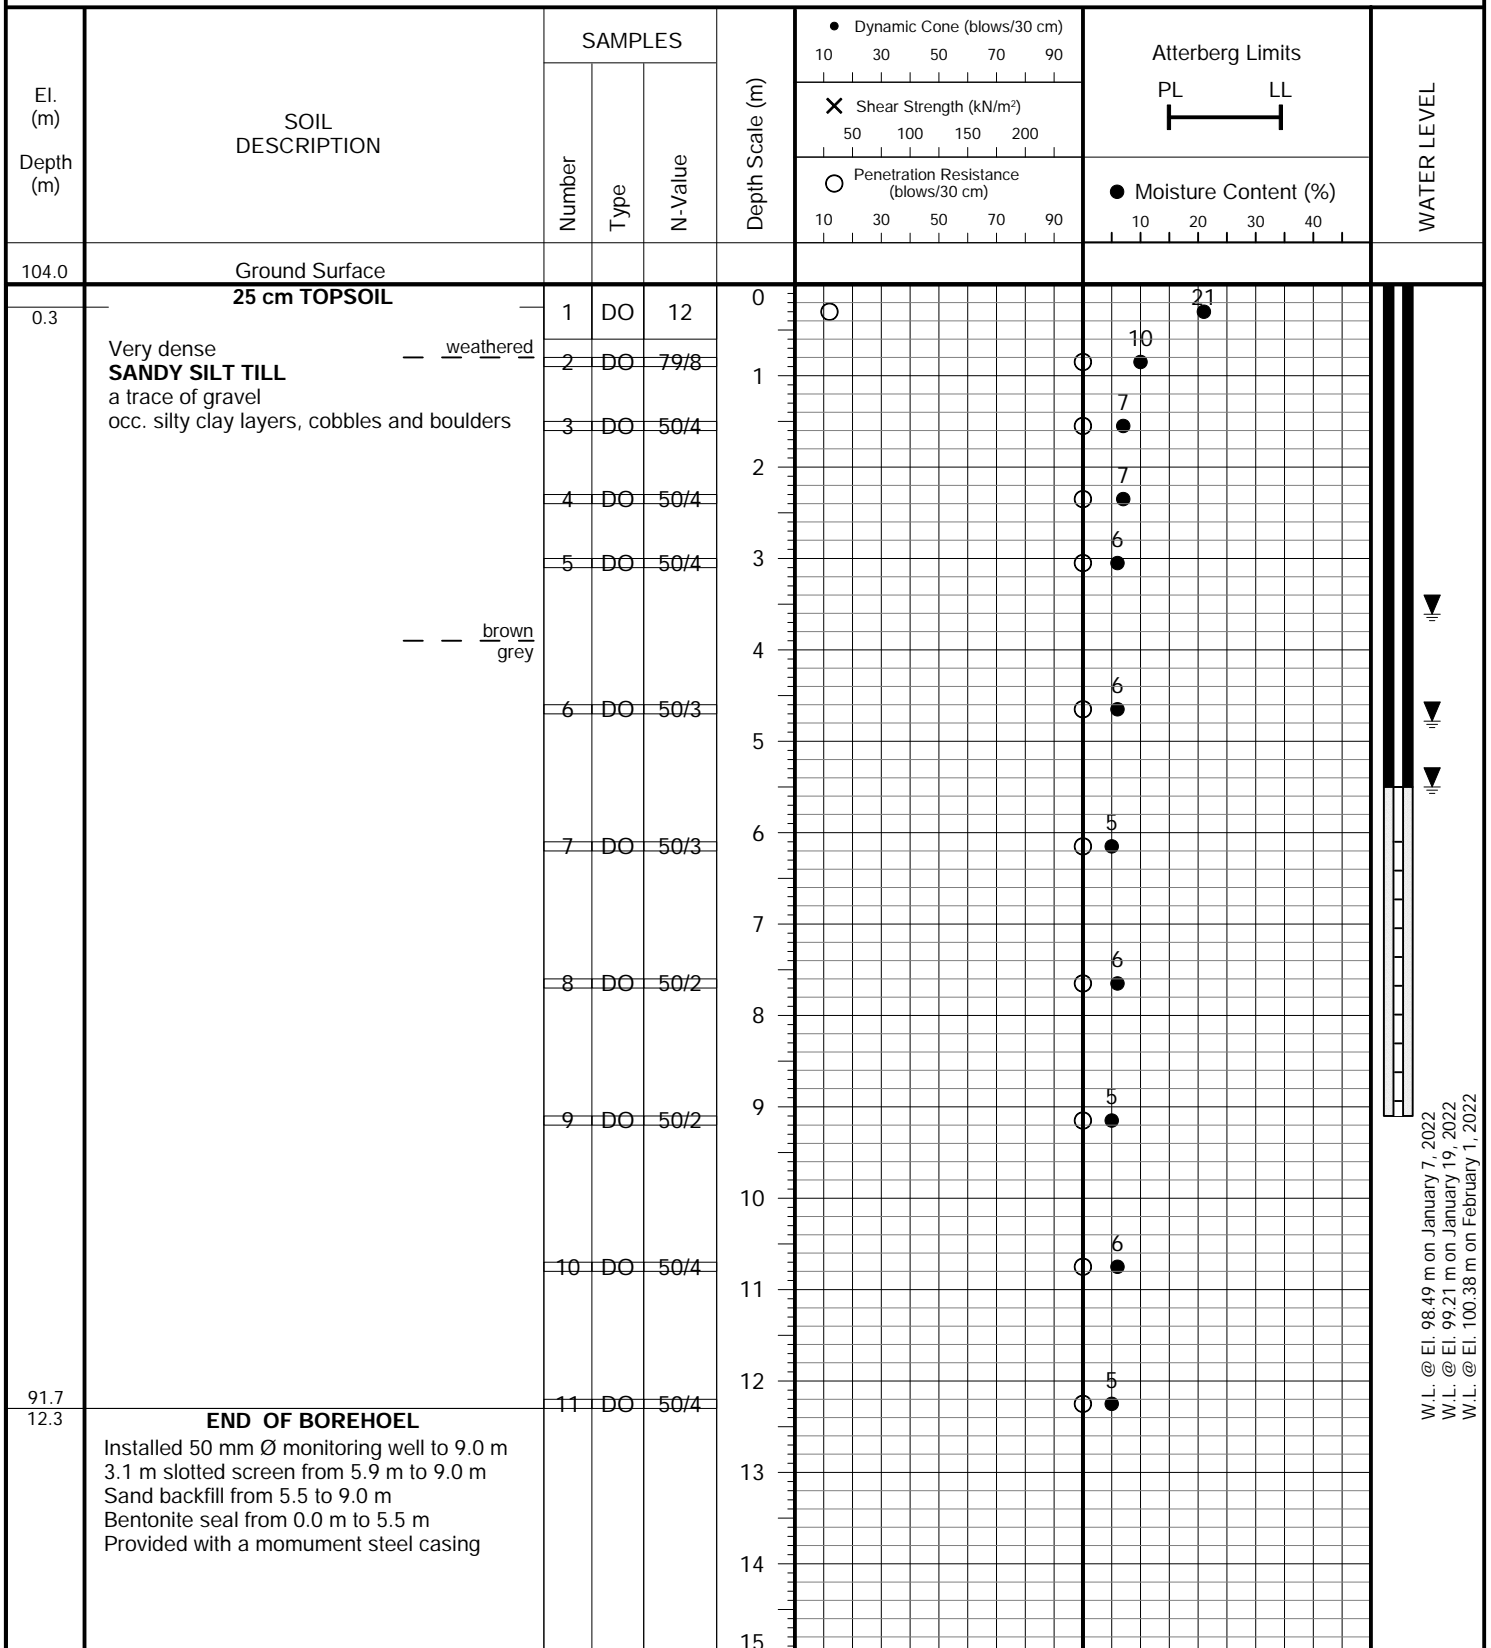 El.
(m)
Depth
(m)
SOIL
DESCRIPTION
SAMPLES
Number
Type
N-Value
Depth Scale (m)
Dynamic Cone (blows/30 cm)
10 30 50 70 90
Shear Strength (kN/m²)
50 100 150 200
Penetration Resistance
(blows/30 cm)
10 30 50 70 90
Atterberg Limits
PL LL
Moisture Content (%)
10 20 30 40
WATER LEVEL
104.0 Ground Surface
25 cm TOPSOIL
0.3
1 DO 12 0 21
Very dense weathered
SANDY SILT TILL
a trace of gravel
occ. silty clay layers, cobbles and boulders
2 DO 79/8 10
1
3 DO 50/4 7
2
4 DO 50/4 7
5 DO 50/4 3 6
brown
grey
4
6 DO 50/3 6
5
7 DO 50/3 6 5
7
8 DO 50/2 6
8
9 DO 50/2 9 5
10
10 DO 50/4 6
11
12
11 DO 50/4 5
91.7
12.3
END OF BOREHOEL
Installed 50 mm Ø monitoring well to 9.0 m
3.1 m slotted screen from 5.9 m to 9.0 m
Sand backfill from 5.5 to 9.0 m
Bentonite seal from 0.0 m to 5.5 m
Provided with a momument steel casing
13
14
15
W.L. @ El. 98.49 m on January 7, 2022
W.L. @ El. 99.21 m on January 19, 2022
W.L. @ El. 100.38 m on February 1, 2022